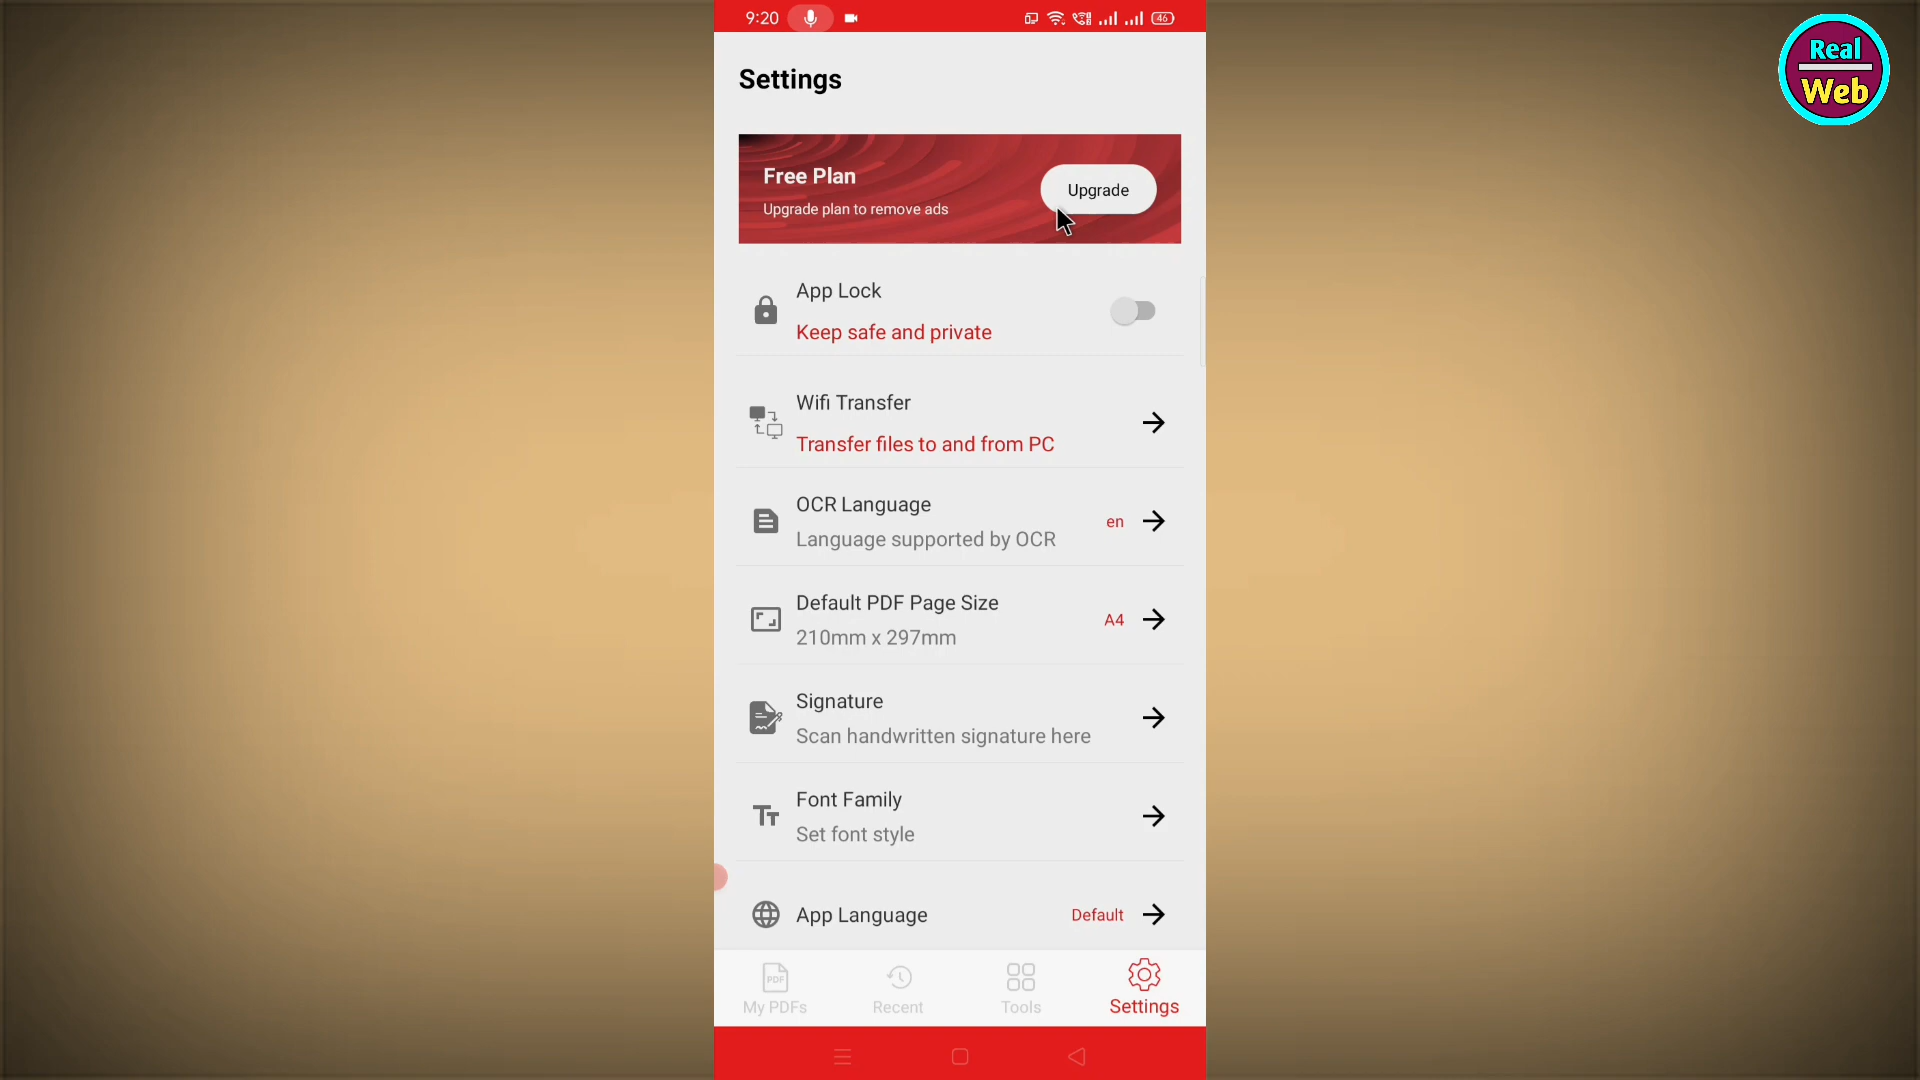 9:20
46
Real
Web
Settings
Free Plan
Upgrade plan to remove ads
Upgrade
App Lock
Keep safe and private
Wifi Transfer
Transfer files to and from PC
OCR Language
Language supported by OCR
en
Default PDF Page Size
210mm x 297mm
A4
Signature
Scan handwritten signature here
TT
Font Family
Set font style
App Language
Default
PDF
My PDFs
Recent
Tools
Settings